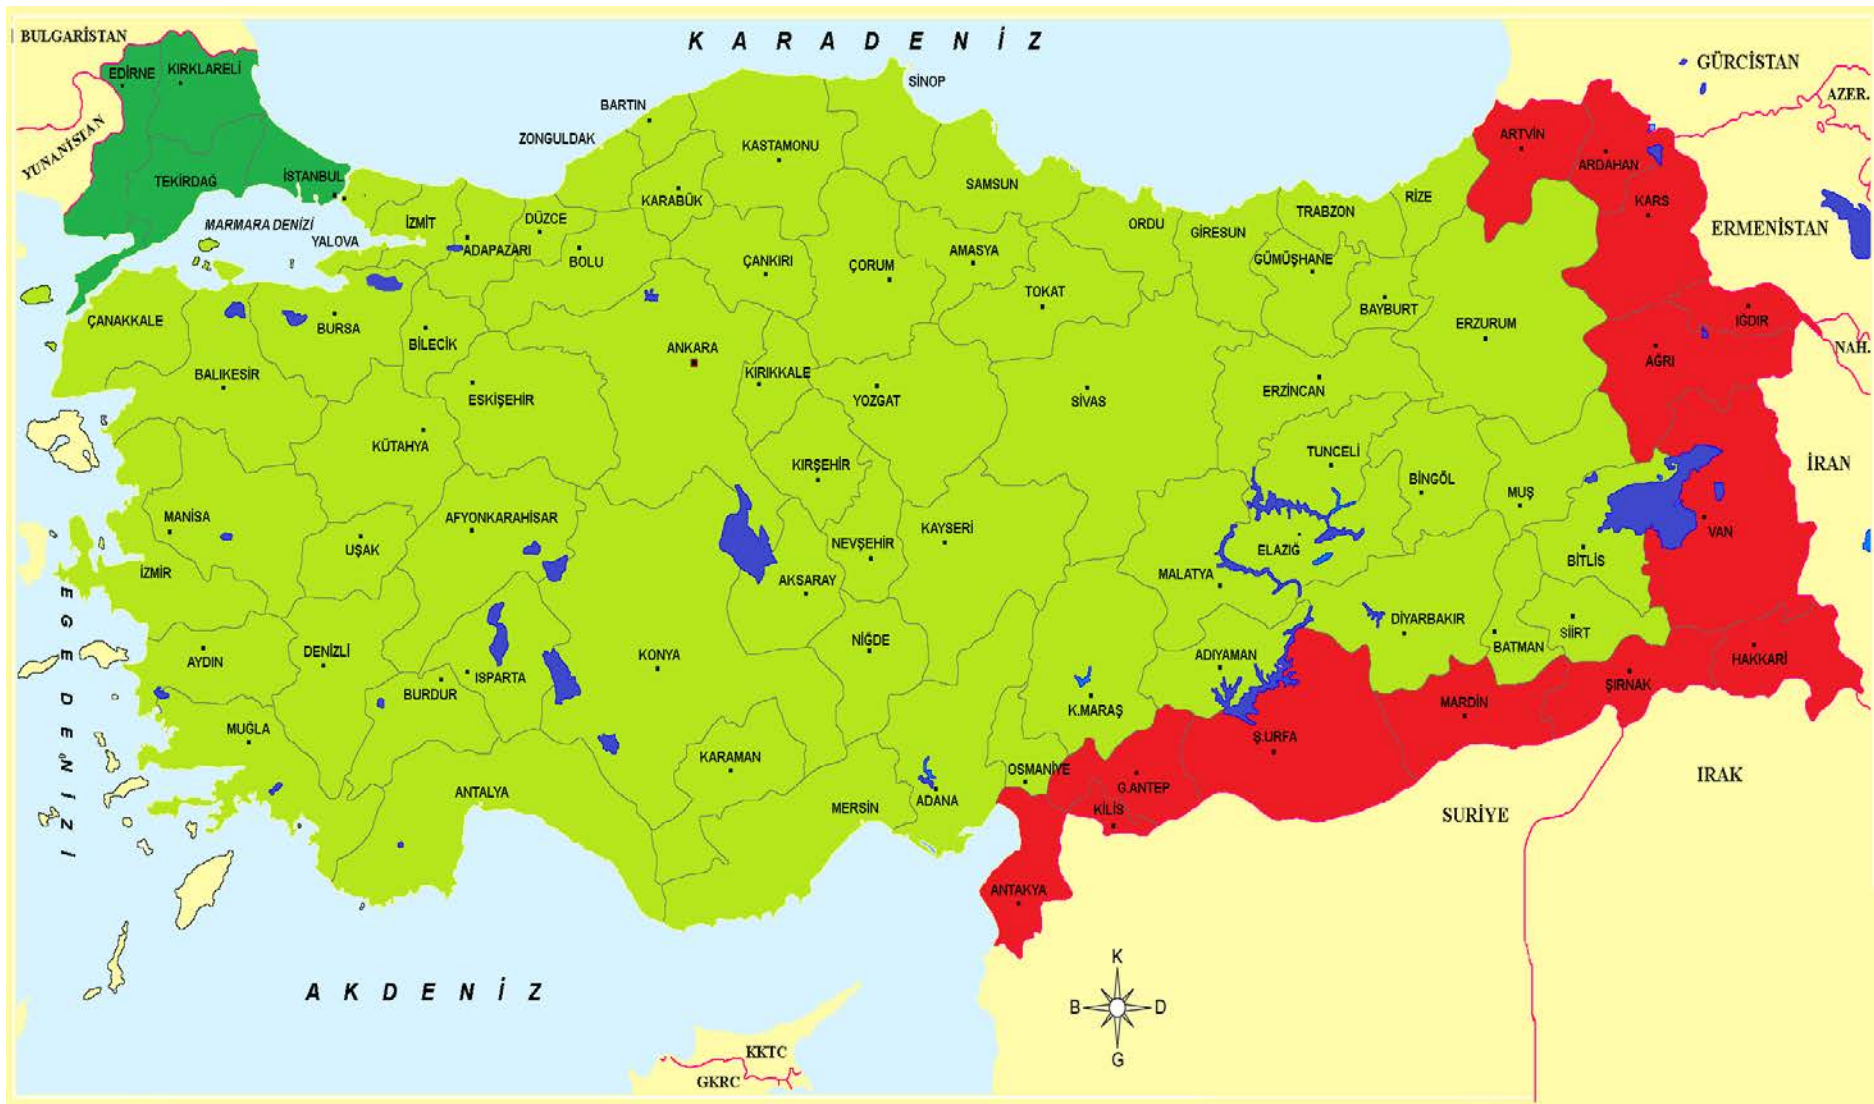 K A R A D E N İ Z
BULGARİSTAN
GÜRCİSTAN
EDİRNE
KIRKLARELİ
SİNOP
AZER.
BARTIN
ZONGULDAK
KASTAMONU
ARTVİN
ARDAHAN
YUNANİSTAN
TEKİRDAĞ
İSTANBUL
SAMSUN
KARABÜK
KARS
RİZE
TRABZON
ORDU
GİRESUN
ERMENİSTAN
MARMARA DENİZİ
İZMİT
DÜZCE
YALOVA
ADAPAZARI
BOLU
ÇANKIRI
ÇORUM
AMASYA
GÜMÜŞHANE
TOKAT
BAYBURT
ERZURUM
IĞDIR
ÇANAKKALE
BURSA
BİLECİK
ANKARA
NAH.
AĞRI
BALIKESİR
KIRIKKALE
ESKİŞEHİR
YOZGAT
SİVAS
ERZİNCAN
KÜTAHYA
KIRŞEHİR
TUNCELİ
BİNGÖL
MUŞ
İRAN
MANİSA
AFYONKARAHİSAR
UŞAK
NEVŞEHİR
KAYSERİ
ELAZIĞ
VAN
BİTLİS
İZMİR
AKSARAY
MALATYA
E G E D E N İ Z İ
AYDIN
DENİZLİ
KONYA
NİĞDE
DİYARBAKIR
SİİRT
BATMAN
ADIYAMAN
HAKKARİ
ISPARTA
BURDUR
ŞIRNAK
K.MARAŞ
MARDİN
MUĞLA
Ş.URFA
KARAMAN
OSMANİYE
G.ANTEP
IRAK
ANTALYA
MERSİN
ADANA
KİLİS
SURİYE
ANTAKYA
A K D E N İ Z
K
B D
G
KKTC
GKRC